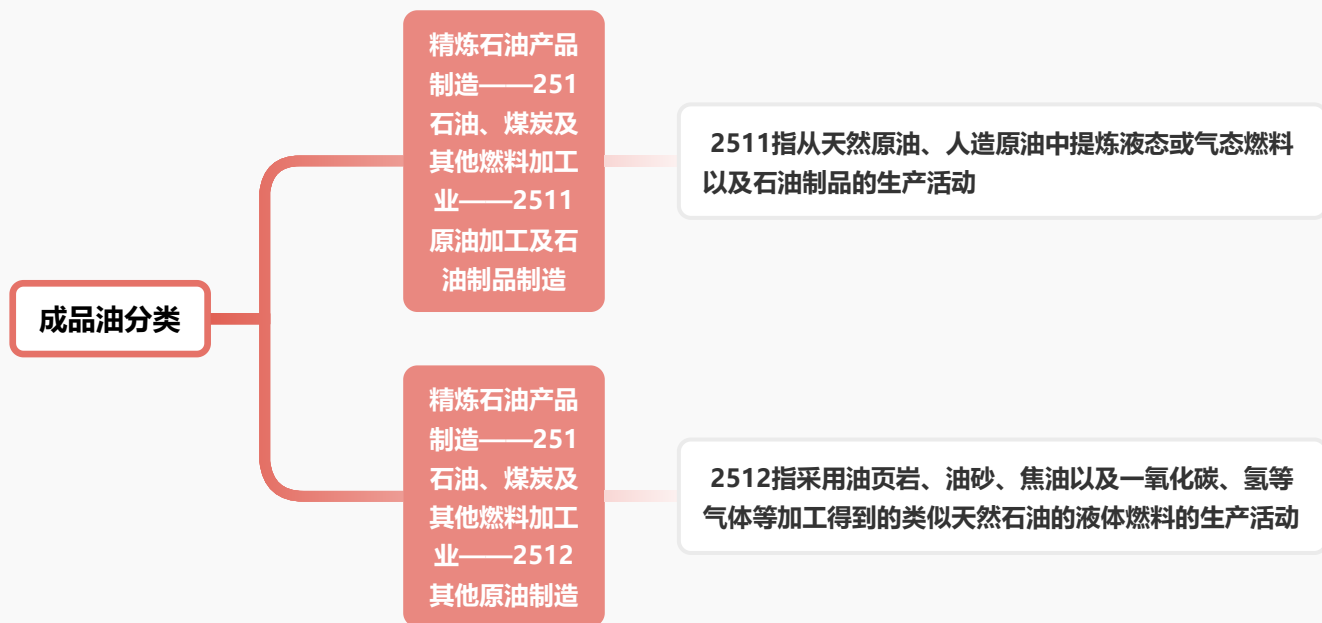 成品油分类
精炼石油产品
制造——251
石油、煤炭及
其他燃料加工
业——2511
原油加工及石
油制品制造
2511指从天然原油、人造原油中提炼液态或气态燃料
以及石油制品的生产活动
精炼石油产品
制造——251
石油、煤炭及
其他燃料加工
业——2512
其他原油制造
2512指采用油页岩、油砂、焦油以及一氧化碳、氢等
气体等加工得到的类似天然石油的液体燃料的生产活动